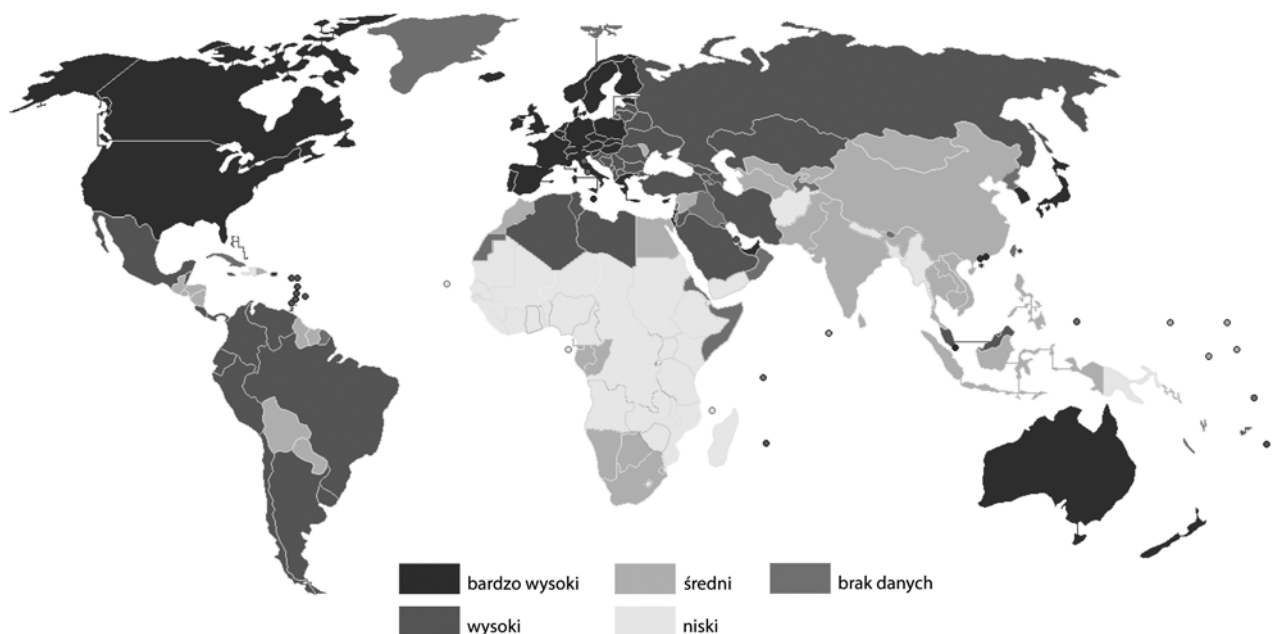 bardzo wysoki
średni
brak danych
wysoki
niski